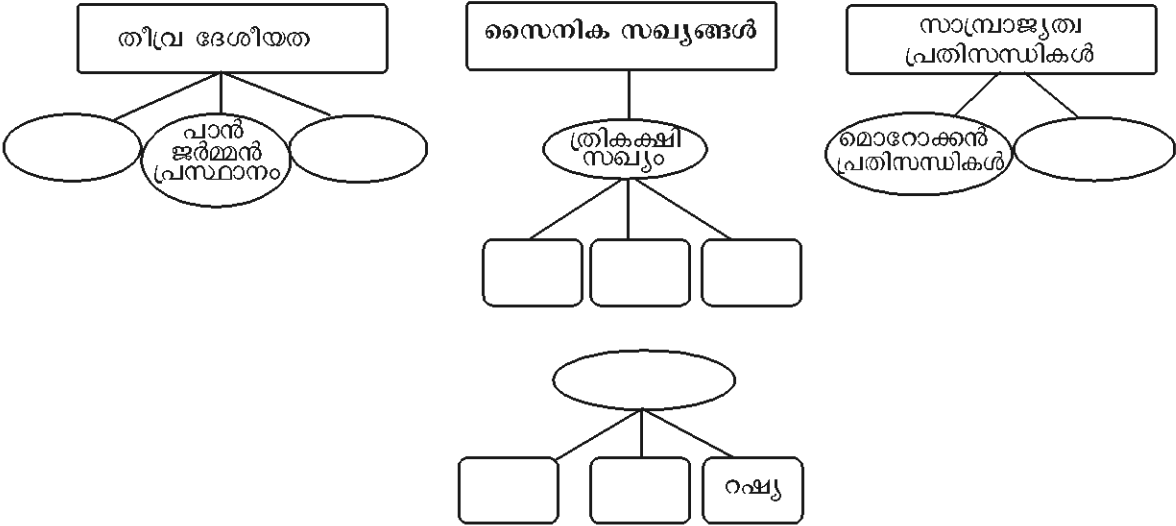 തീവ്ര ദേശീയത
സൈനിക സഖ്യങ്ങൾ
സാമ്രാജ്യത്വ
പ്രതിസന്ധികൾ
പാൻ
ജർമ്മൻ
പ്രസ്ഥാനം
ത്രികക്ഷി
സഖ്യം
മൊറോക്കൻ
പ്രതിസന്ധികൾ
റഷ്യ